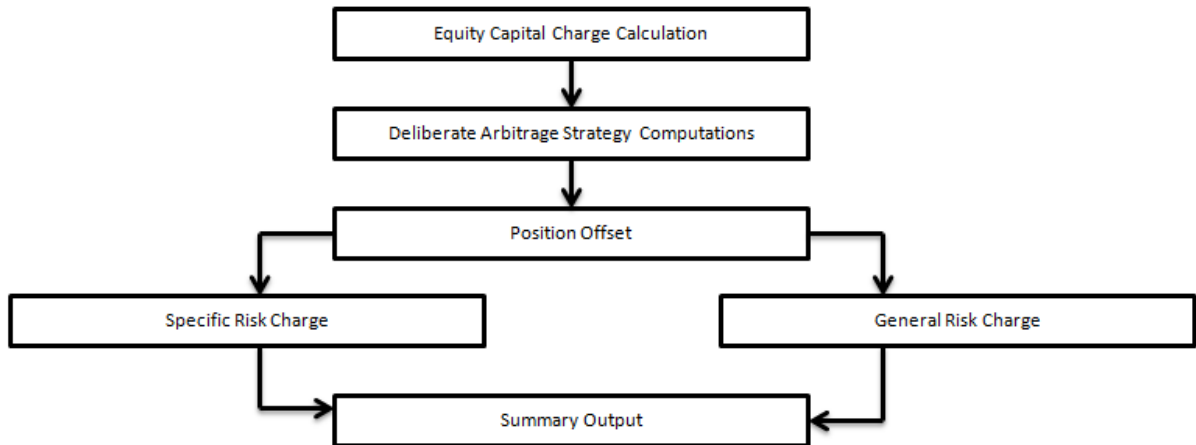 Equity Capital Charge Calculation
Deliberate Arbitrage Strategy Computations
Position Offset
Specific Risk Charge
General Risk Charge
Summary Output